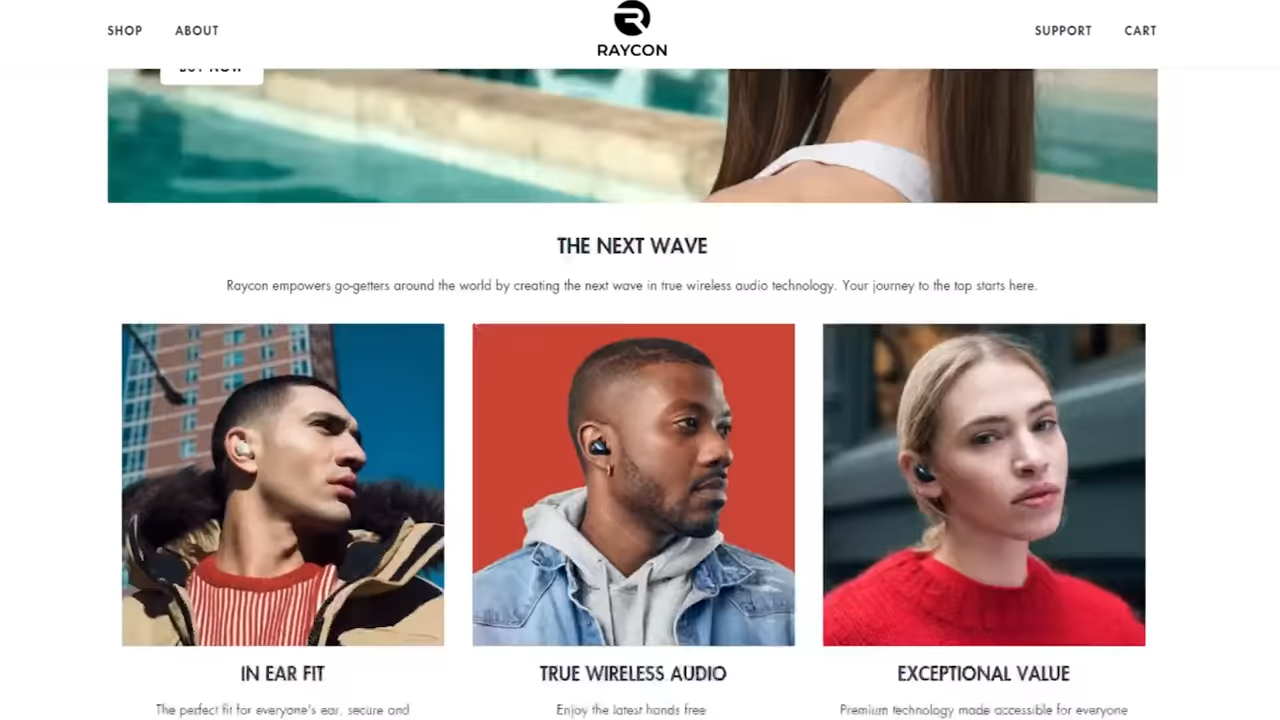 SHOP
ABOUT
RAYCON
SUPPORT
CART
BUY NOW
THE NEXT WAVE
Raycon empowers go-getters around the world by creating the next wave in true wireless audio technology. Your journey to the top starts here.
IN EAR FIT
TRUE WIRELESS AUDIO
EXCEPTIONAL VALUE
The perfect fit for everyone's ear, secure and
Enjoy the latest hands free
Premium technology made accessible for everyone